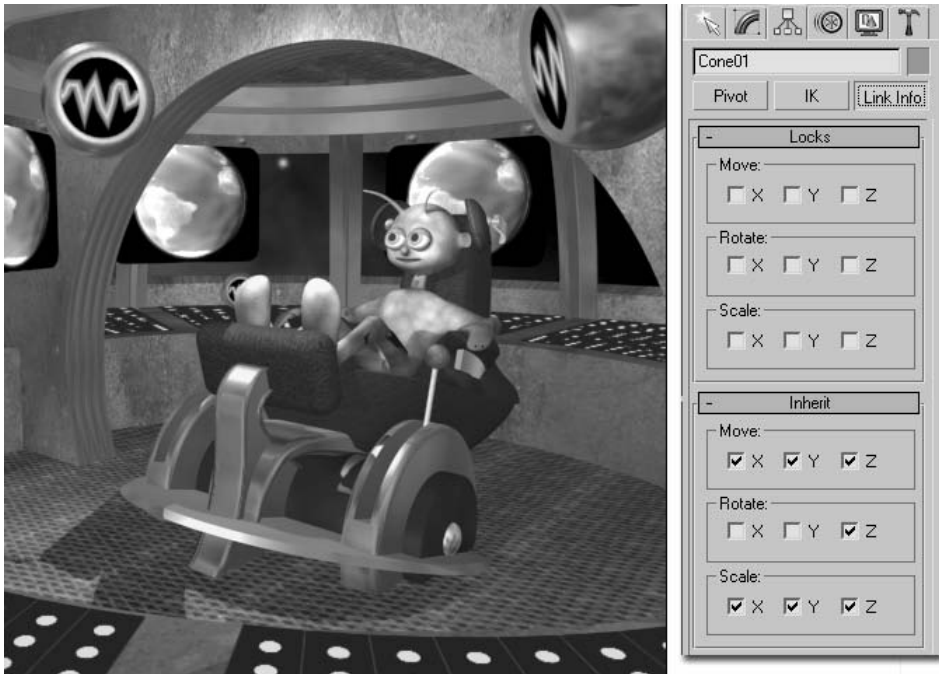 Cone01
Pivot IK Link Info
- Locks
Move:
X Y Z
Rotate:
X Y Z
Scale:
X Y Z
- Inherit
Move:
X Y Z
Rotate:
X Y Z
Scale:
X Y Z